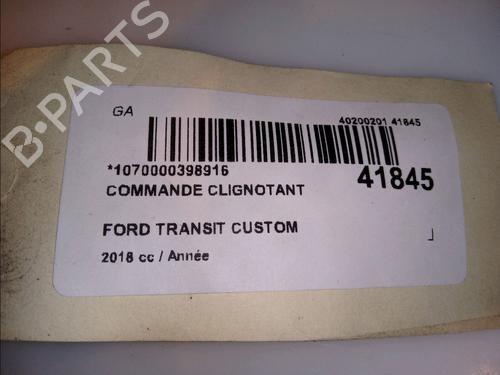 B-PARTS
GA
40200201 41845
*1070000398916
41845
COMMANDE CLIGNOTANT
FORD TRANSIT CUSTOM
2018 cc / Année